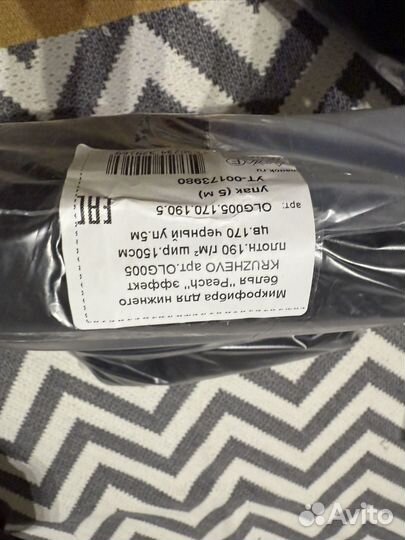 Микрофибра для нижнего
белья "Peach" эффект
KRUZHEVO арт.OLG005
плотн.190 г/м² шир.150см
цв.170 черный уп.5м
арт. OLG005.170.190.5
упак (5 м)
УТ-00173980
EAC
Avito